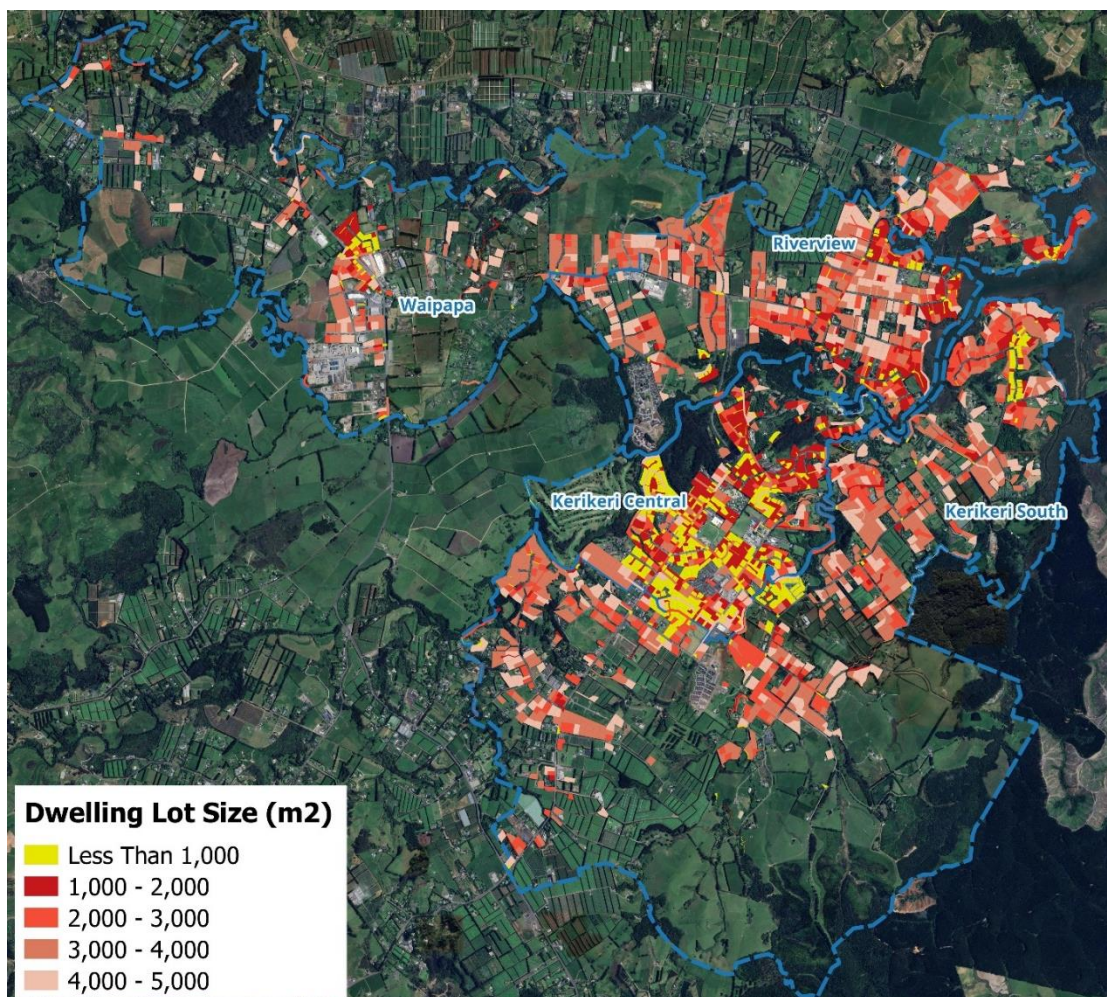 Riverview
Waipapa
Kerikeri Central
Kerikeri South
Dwelling Lot Size (m2)
Less Than 1,000
1,000 - 2,000
2,000 - 3,000
3,000 - 4,000
4,000 - 5,000